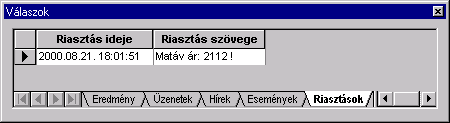 Válaszok
Riasztás ideje Riasztás szövege
2000.08.21. 18:01:51 Matáv ár: 2112 !
Eredmény Üzenetek Hírek Események Riasztások